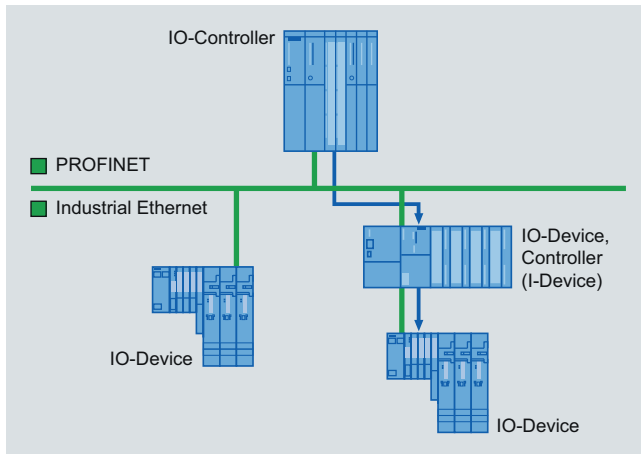 IO-Controller
PROFINET
Industrial Ethernet
IO-Device,
Controller
(I-Device)
IO-Device
IO-Device